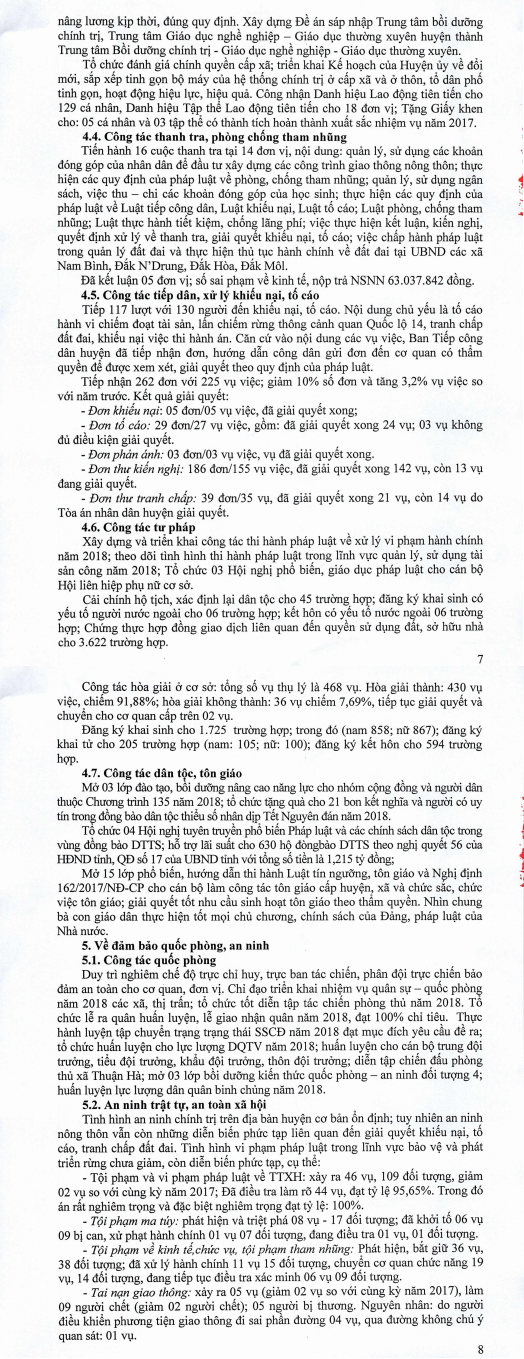 nâng lương kịp thời, đúng quy định. Xây dựng Đề án sáp nhập Trung tâm bồi dưỡng
chính trị, Trung tâm Giáo dục nghề nghiệp – Giáo dục thường xuyên huyện thành
Trung tâm Bồi dưỡng chính trị - Giáo dục nghề nghiệp - Giáo dục thường xuyên.
Tổ chức đánh giá chính quyền cấp xã; triển khai Kế hoạch của Huyện ủy về đổi
mới, sắp xếp tinh gọn bộ máy của hệ thống chính trị ở cấp xã và ở thôn, tổ dân phố
tinh gọn, hoạt động hiệu lực, hiệu quả. Công nhận Danh hiệu Lao động tiên tiến cho
129 cá nhân, Danh hiệu Tập thể Lao động tiên tiến cho 18 đơn vị; Tặng Giấy khen
cho: 05 cá nhân và 03 tập thể có thành tích hoàn thành xuất sắc nhiệm vụ năm 2017.
4.4. Công tác thanh tra, phòng chống tham nhũng
Tiến hành 16 cuộc thanh tra tại 14 đơn vị, nội dung: quản lý, sử dụng các khoản
đóng góp của nhân dân để đầu tư xây dựng các công trình giao thông nông thôn; thực
hiện các quy định của pháp luật về phòng, chống tham nhũng; quản lý, sử dụng ngân
sách, việc thu – chi các khoản đóng góp của học sinh; thực hiện các quy định của
pháp luật về Luật tiếp công dân, Luật khiếu nại, Luật tố cáo; Luật phòng, chống tham
nhũng; Luật thực hành tiết kiệm, chống lãng phí; việc thực hiện kết luận, kiến nghị,
quyết định xử lý về thanh tra, giải quyết khiếu nại, tố cáo; việc chấp hành pháp luật
trong quản lý đất đai và thực hiện thủ tục hành chính về đất đai tại UBND các xã
Nam Bình, Đắk N'Drung, Đắk Hòa, Đắk Môl.
Đã kết luận 05 đơn vị; số sai phạm về kinh tế, nộp trả NSNN 63.037.842 đồng.
4.5. Công tác tiếp dân, xử lý khiếu nại, tố cáo
Tiếp 117 lượt với 130 người đến khiếu nại, tố cáo. Nội dung chủ yếu là tố cáo
hành vi chiếm đoạt tài sản, lấn chiếm rừng thông cảnh quan Quốc lộ 14, tranh chấp
đất đai, khiếu nại việc thi hành án. Căn cứ vào nội dung các vụ việc, Ban Tiếp công
dân huyện đã tiếp nhận đơn, hướng dẫn công dân gửi đơn đến cơ quan có thẩm
quyền để được xem xét, giải quyết theo quy định của pháp luật.
Tiếp nhận 262 đơn với 225 vụ việc; giảm 10% số đơn và tăng 3,2% vụ việc so
với năm trước. Kết quả giải quyết:
- Đơn khiếu nại: 05 đơn/05 vụ việc, đã giải quyết xong;
- Đơn tố cáo: 29 đơn/27 vụ việc, gồm: đã giải quyết xong 24 vụ; 03 vụ không
đủ điều kiện giải quyết.
- Đơn phản ánh: 03 đơn/03 vụ việc, vụ đã giải quyết xong.
- Đơn thư kiến nghị: 186 đơn/155 vụ việc, đã giải quyết xong 142 vụ, còn 13 vụ
đang giải quyết.
- Đơn thư tranh chấp: 39 đơn/35 vụ, đã giải quyết xong 21 vụ, còn 14 vụ do
Tòa án nhân dân huyện giải quyết.
4.6. Công tác tư pháp
Xây dựng và triển khai công tác thi hành pháp luật về xử lý vi phạm hành chính
năm 2018; theo dõi tình hình thi hành pháp luật trong lĩnh vực quản lý, sử dụng tài
sản công năm 2018; Tổ chức 03 Hội nghị phổ biến, giáo dục pháp luật cho cán bộ
Hội liên hiệp phụ nữ cơ sở.
Cải chính hộ tịch, xác định lại dân tộc cho 45 trường hợp; đăng ký khai sinh có
yếu tố người nước ngoài cho 06 trường hợp; kết hôn có yếu tố nước ngoài 06 trường
hợp; Chứng thực hợp đồng giao dịch liên quan đến quyền sử dụng đất, sở hữu nhà
cho 3.622 trường hợp.
7
Công tác hòa giải ở cơ sở: tổng số vụ thụ lý là 468 vụ. Hòa giải thành: 430 vụ
việc, chiếm 91,88%; hòa giải không thành: 36 vụ chiếm 7,69%, tiếp tục giải quyết và
chuyển cho cơ quan cấp trên 02 vụ.
Đăng ký khai sinh cho 1.725 trường hợp; trong đó (nam 858; nữ 867); đăng ký
khai tử cho 205 trường hợp (nam: 105; nữ: 100); đăng ký kết hôn cho 594 trường
hợp.
4.7. Công tác dân tộc, tôn giáo
Mở 03 lớp đào tạo, bồi dưỡng nâng cao năng lực cho nhóm cộng đồng và người dân
thuộc Chương trình 135 năm 2018; tổ chức tặng quà cho 21 bon kết nghĩa và người có uy
tín trong đồng bào dân tộc thiểu số nhân dịp Tết Nguyên đán năm 2018.
Tổ chức 04 Hội nghị tuyên truyền phổ biến Pháp luật và các chính sách dân tộc trong
vùng đồng bào DTTS; hỗ trợ lãi suất cho 630 hộ đồngbào DTTS theo nghị quyết 56 của
HĐND tỉnh, QĐ số 17 của UBND tỉnh với tổng số tiền là 1,215 tỷ đồng;
Mở 15 lớp phổ biến, hướng dẫn thi hành Luật tín ngưỡng, tôn giáo và Nghị định
162/2017/NĐ-CP cho cán bộ làm công tác tôn giáo cấp huyện, xã và chức sắc, chức
việc tôn giáo; giải quyết tốt nhu cầu sinh hoạt tôn giáo theo thẩm quyền. Nhìn chung
bà con giáo dân thực hiện tốt mọi chủ chương, chính sách của Đảng, pháp luật của
Nhà nước.
5. Về đảm bảo quốc phòng, an ninh
5.1. Công tác quốc phòng
Duy trì nghiêm chế độ trực chỉ huy, trực ban tác chiến, phân đội trực chiến bảo
đảm an toàn cho cơ quan, đơn vị. Chỉ đạo triển khai nhiệm vụ quân sự – quốc phòng
năm 2018 các xã, thị trấn; tổ chức tốt diễn tập tác chiến phòng thủ năm 2018. Tổ
chức lễ ra quân huấn luyện, lễ giao nhận quân năm 2018, đạt 100% chỉ tiêu. Thực
hành luyện tập chuyển trạng trạng thái SSCĐ năm 2018 đạt mục đích yêu cầu đề ra;
tổ chức huấn luyện cho lực lượng DQTV năm 2018; huấn luyện cho cán bộ trung đội
trưởng, tiểu đội trưởng, khẩu đội trưởng, thôn đội trưởng; diễn tập chiến đấu phòng
thủ xã Thuận Hà; mở 03 lớp bồi dưỡng kiến thức quốc phòng – an ninh đối tượng 4;
huấn luyện lực lượng dân quân binh chủng năm 2018.
5.2. An ninh trật tự, an toàn xã hội
Tình hình an ninh chính trị trên địa bàn huyện cơ bản ổn định; tuy nhiên an ninh
nông thôn vẫn còn những diễn biến phức tạp liên quan đến giải quyết khiếu nại, tố
cáo, tranh chấp đất đai. Tình hình vi phạm pháp luật trong lĩnh vực bảo vệ và phát
triển rừng chưa giảm, còn diễn biến phức tạp, cụ thể:
- Tội phạm và vi phạm pháp luật về TTXH: xảy ra 46 vụ, 109 đối tượng, giảm
02 vụ so với cùng kỳ năm 2017; Đã điều tra làm rõ 44 vụ, đạt tỷ lệ 95,65%. Trong đó
án rất nghiêm trọng và đặc biệt nghiêm trọng đạt tỷ lệ: 100%.
- Tội phạm ma túy: phát hiện và triệt phá 08 vụ - 17 đối tượng; đã khởi tố 06 vụ
09 bị can, xử phạt hành chính 01 vụ 07 đối tượng, đang điều tra 01 vụ, 01 đối tượng.
- Tội phạm về kinh tế,chức vụ, tội phạm tham nhũng: Phát hiện, bắt giữ 36 vụ,
38 đối tượng; đã xử lý hành chính 11 vụ 15 đối tượng, chuyển cơ quan chức năng 19
vụ, 14 đối tượng, đang tiếp tục điều tra xác minh 06 vụ 09 đối tượng.
- Tai nạn giao thông: xảy ra 05 vụ (giảm 02 vụ so với cùng kỳ năm 2017), làm
09 người chết (giảm 02 người chết); 05 người bị thương. Nguyên nhân: do người
điều khiển phương tiện giao thông đi sai phần đường 04 vụ, qua đường không chú ý
quan sát: 01 vụ.
8